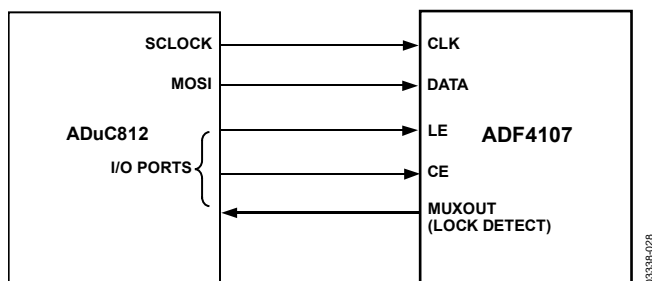 SCLOCK
MOSI
ADuC812
I/O PORTS
CLK
DATA
LE
ADF4107
CE
MUXOUT
(LOCK DETECT)
03338-028